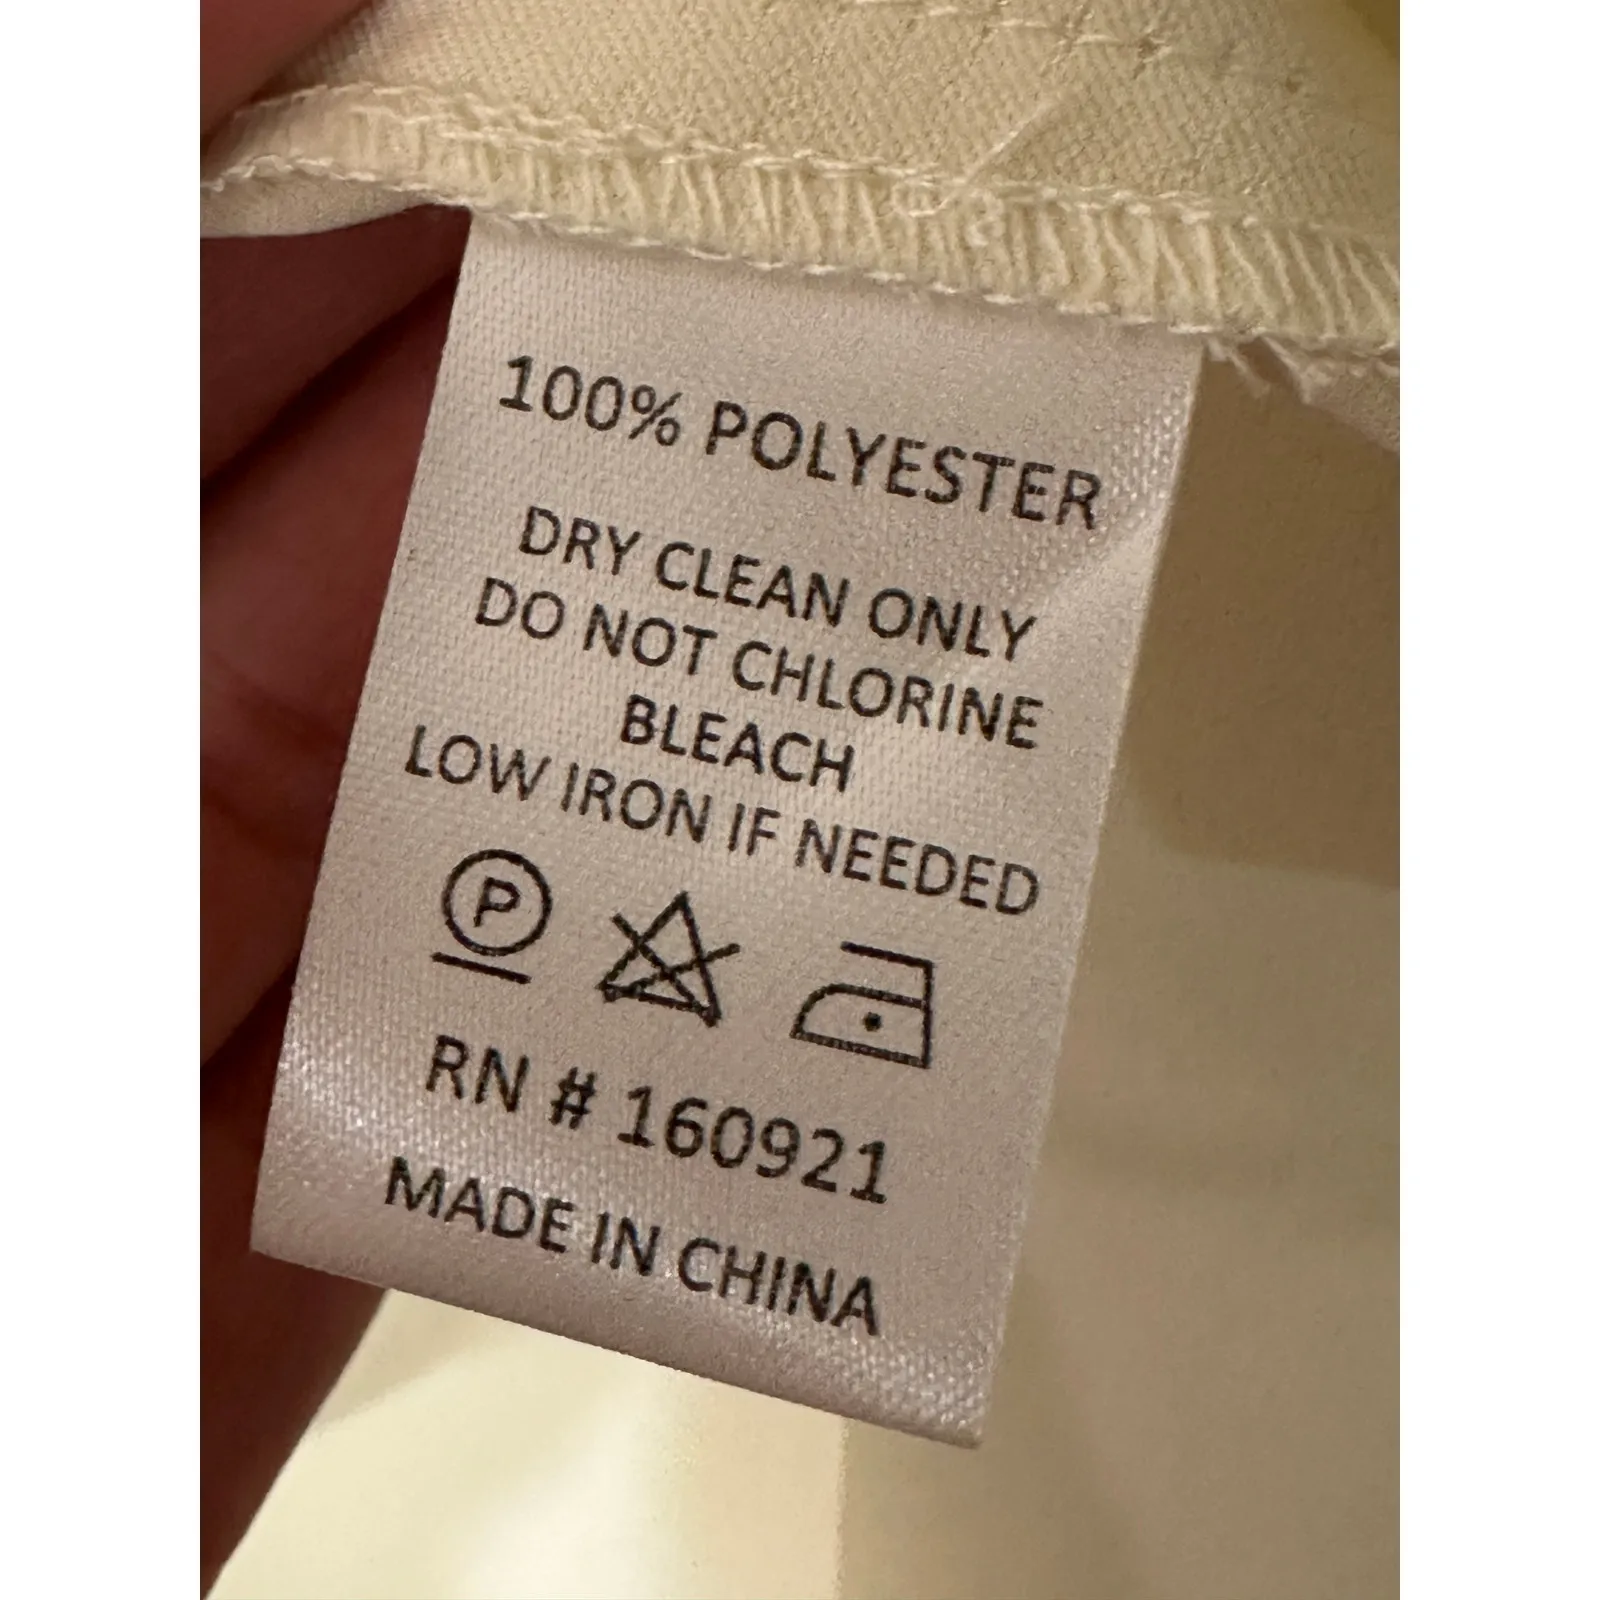 100% POLYESTER
DRY CLEAN ONLY
DO NOT CHLORINE
BLEACH
LOW IRON IF NEEDED
P
RN # 160921
MADE IN CHINA